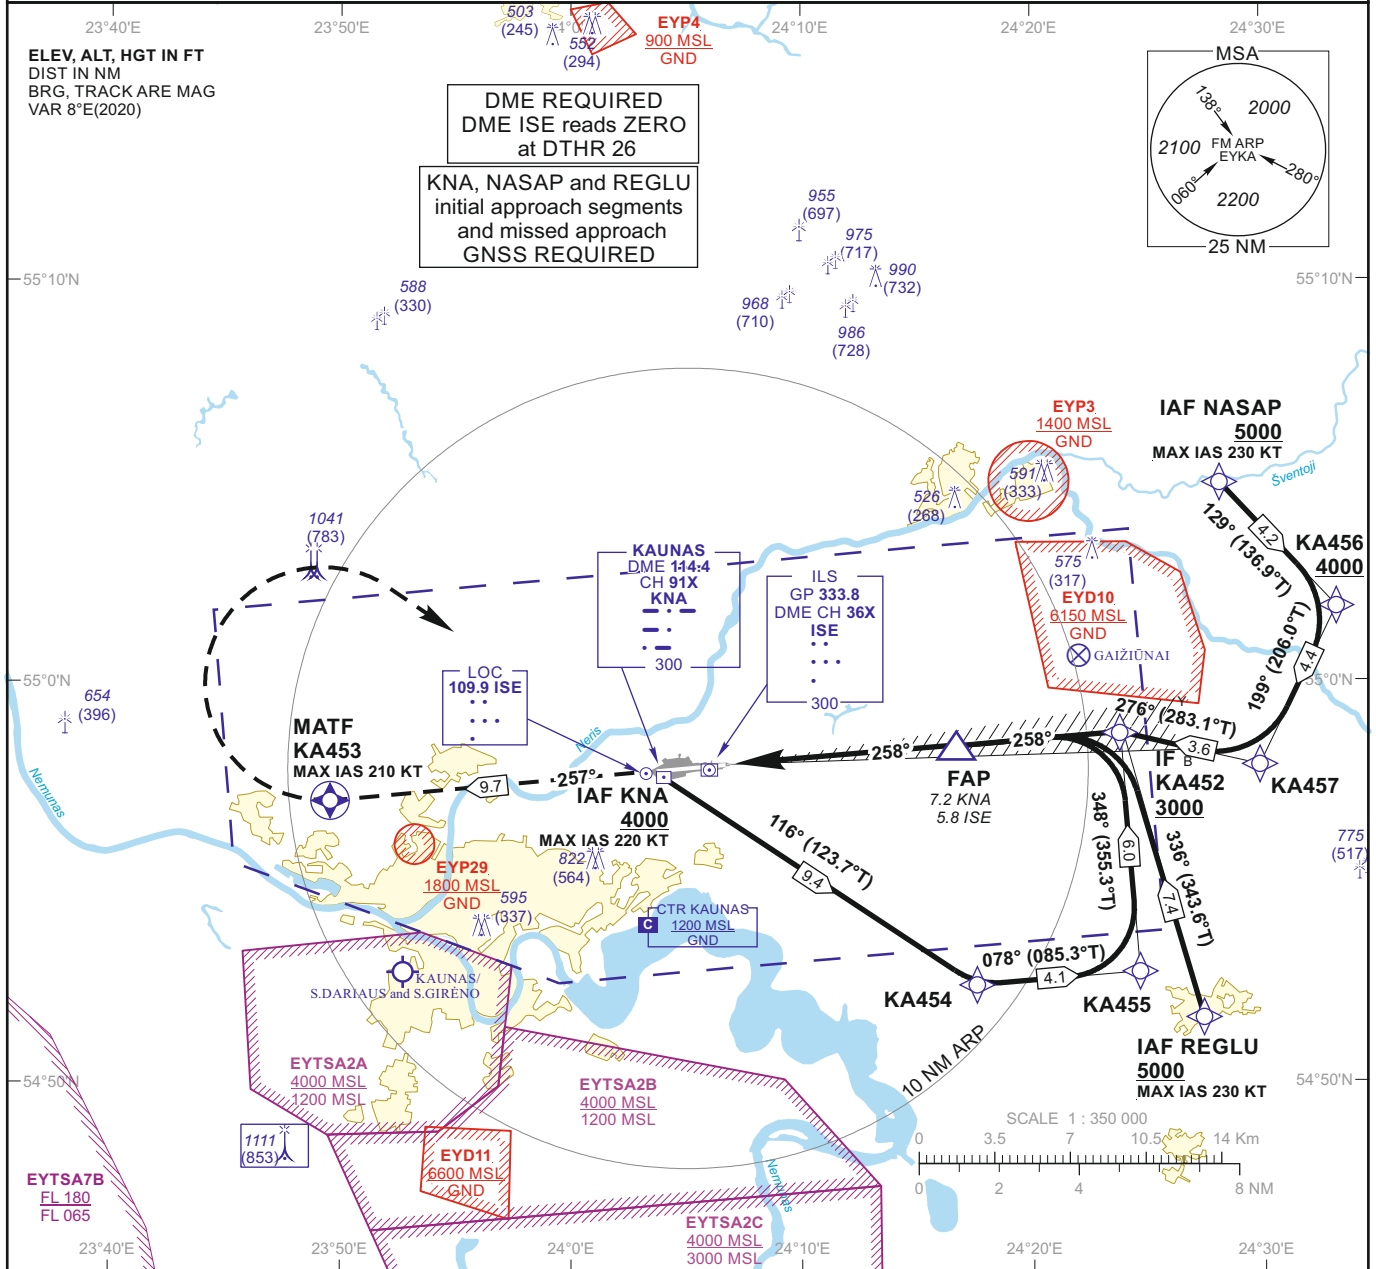 23°40'E
23°50'E
24°0'E
24°10'E
24°20'E
24°30'E
ELEV, ALT, HGT IN FT
DIST IN NM
BRG, TRACK ARE MAG
VAR 8°E(2020)
503
(245)
552
(294)
EYP4
900 MSL
GND
DME REQUIRED
DME ISE reads ZERO
at DTHR 26
KNA, NASAP and REGLU
initial approach segments
and missed approach
GNSS REQUIRED
MSA
138°
2000
2100
FM ARP
EYKA
060°
280°
2200
25 NM
55°10'N
55°10'N
588
(330)
955
(697)
975
(717)
990
(732)
968
(710)
986
(728)
EYP3
1400 MSL
GND
591
(333)
526
(268)
IAF NASAP
5000
MAX IAS 230 KT
Šventoji
129° (136.9°T)
4.2
KA456
4000
1041
(783)
KAUNAS
DME 114.4
CH 91X
KNA
300
ILS
GP 333.8
DME CH 36X
ISE
300
575
(317)
EYD10
6150 MSL
GND
GAIŽIŪNAI
199° (206.0°T)
4.4
LOC
109.9 ISE
55°0'N
55°0'N
654
(396)
Nemunas
Neris
MATF
KA453
MAX IAS 210 KT
9.7
257°
IAF KNA
4000
MAX IAS 220 KT
822
(564)
258°
258°
FAP
7.2 KNA
5.8 ISE
276° (283.1°T)
Y
B
3.6
IF
KA452
3000
KA457
116° (123.7°T)
9.4
348° (355.3°T)
6.0
336° (343.6°T)
7.4
775
(517)
EYP29
1800 MSL
GND
595
(337)
C
CTR KAUNAS
1200 MSL
GND
078° (085.3°T)
4.1
KA454
KA455
KAUNAS/
S.DARIAUS and S.GIRĖNO
10 NM ARP
IAF REGLU
5000
MAX IAS 230 KT
54°50'N
54°50'N
EYTSA2A
4000 MSL
1200 MSL
EYTSA2B
4000 MSL
1200 MSL
1111
(853)
EYD11
6600 MSL
GND
EYTSA7B
FL 180
FL 065
Nemunas
EYTSA2C
4000 MSL
3000 MSL
SCALE 1 : 350 000
0 3.5 7 10.5 14 Km
0 2 4 8 NM
23°40'E
23°50'E
24°0'E
24°10'E
24°20'E
24°30'E